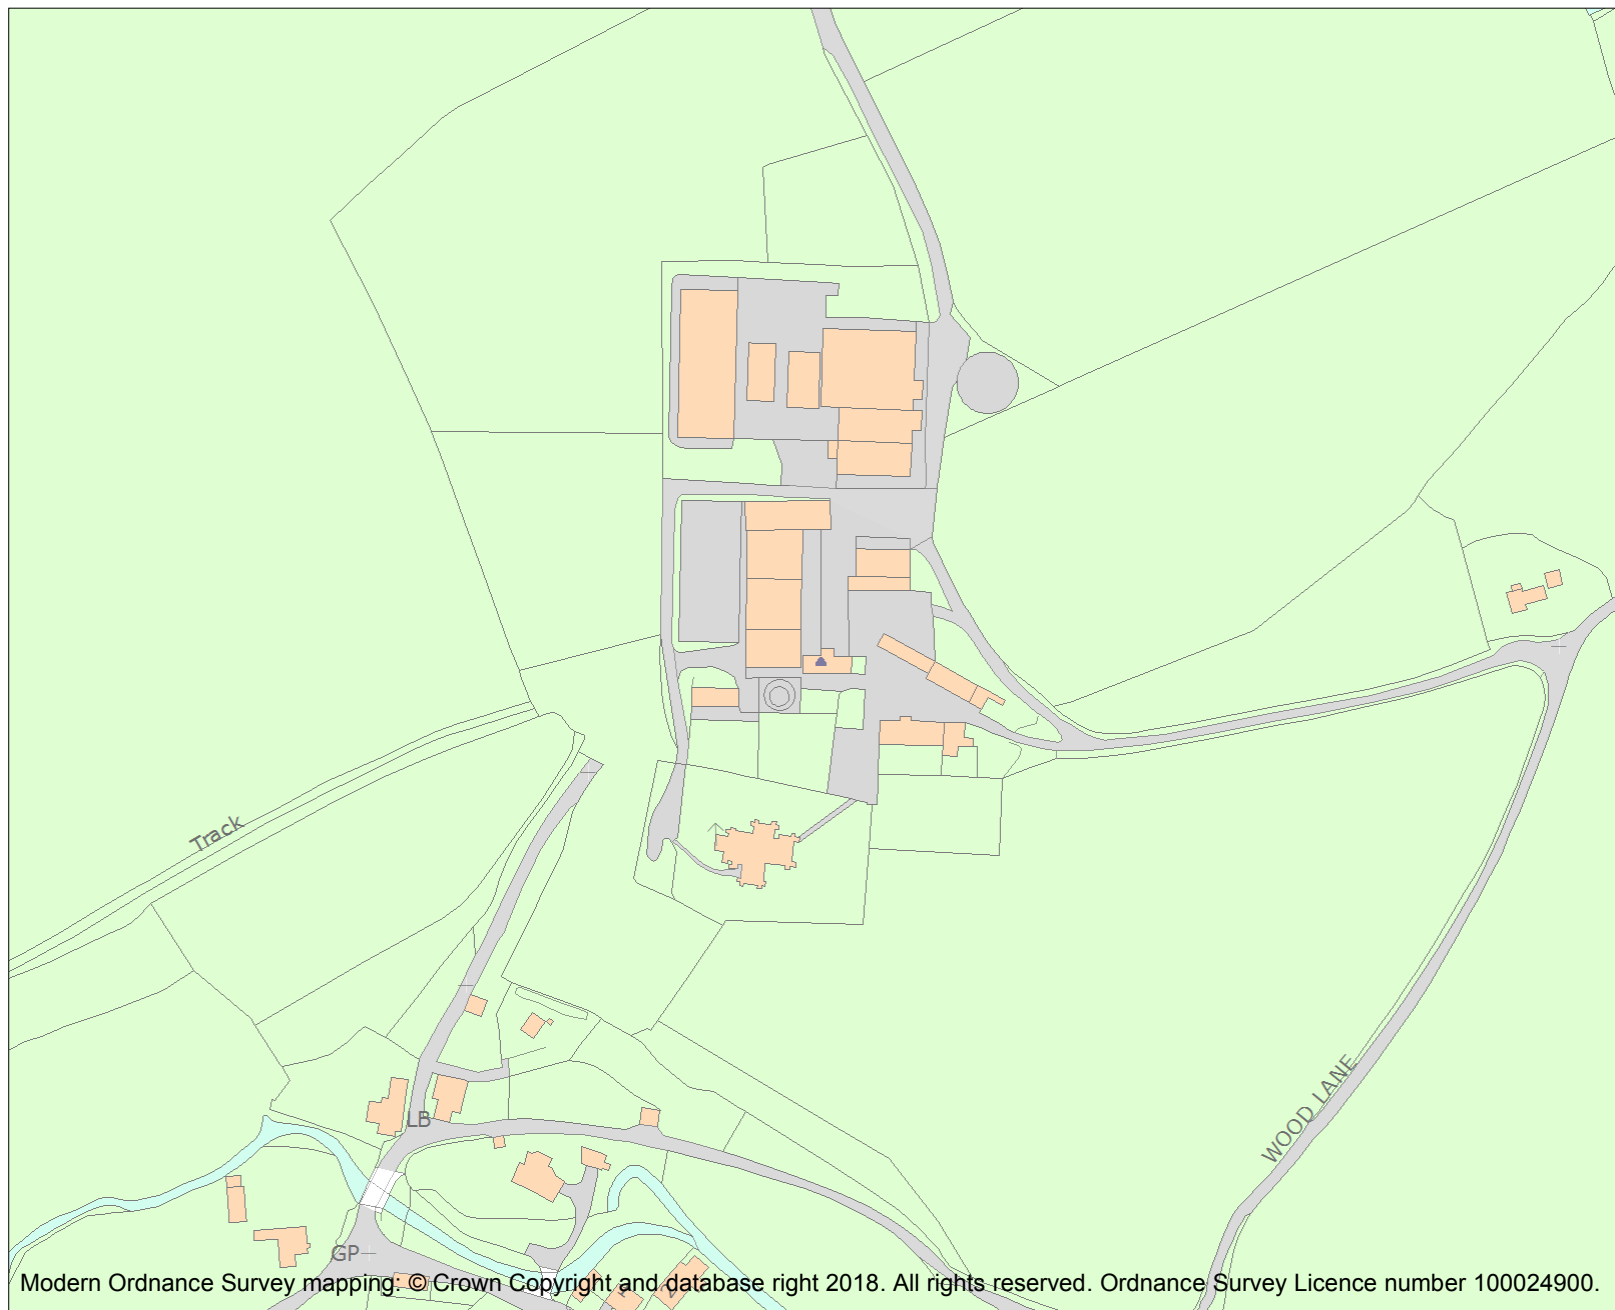 Track
WOOD LANE
LB
GP
Modern Ordnance Survey mapping: © Crown Copyright and database right 2018. All rights reserved. Ordnance Survey Licence number 100024900.